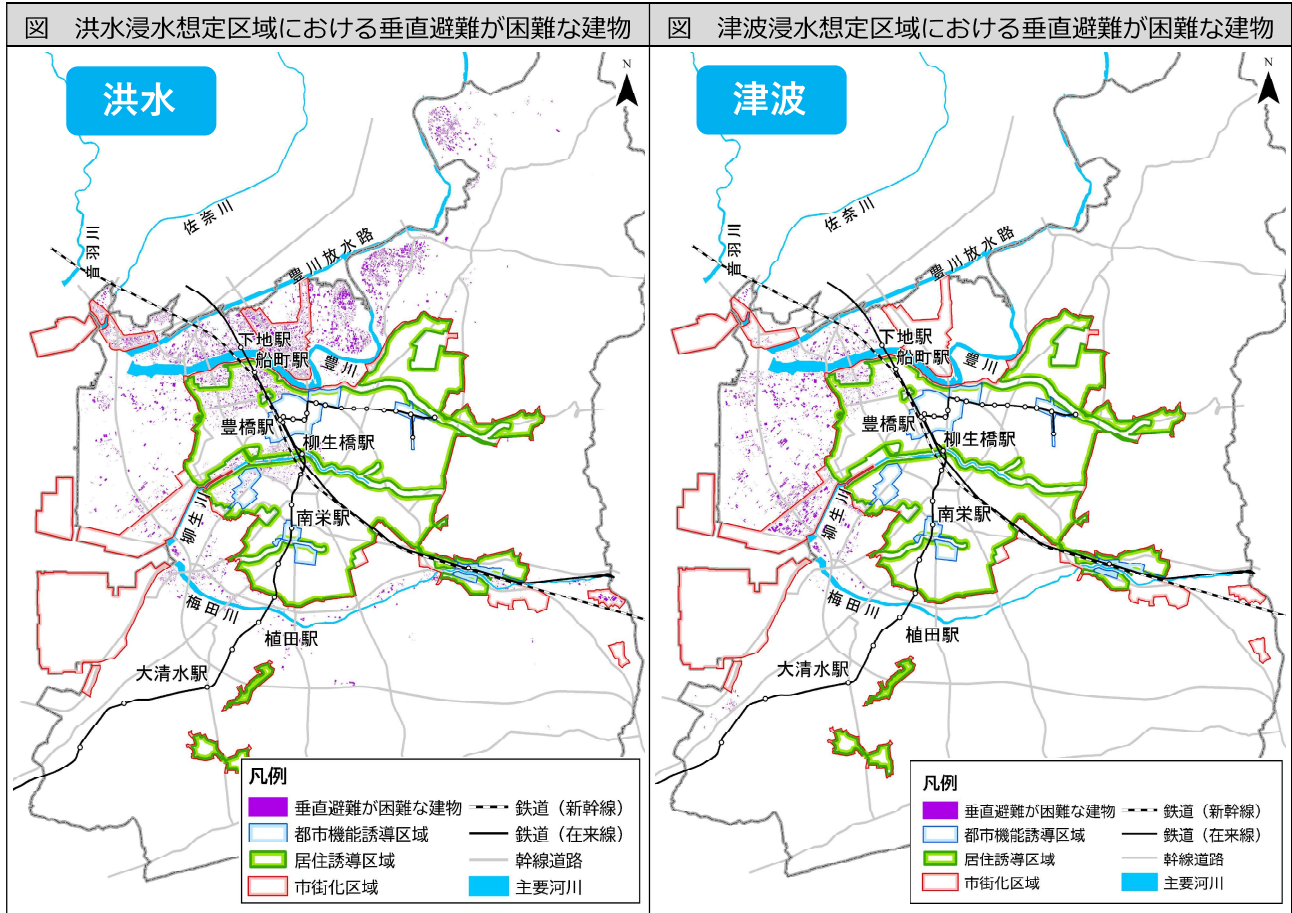 図　洪水浸水想定区域における垂直避難が困難な建物
洪水
N
音羽川
佐奈川
豊川放水路
下地駅
船町駅
豊川
豊橋駅
柳生橋駅
柳生川
南栄駅
梅田川
植田駅
大清水駅
凡例
垂直避難が困難な建物
鉄道（新幹線）
都市機能誘導区域
鉄道（在来線）
居住誘導区域
幹線道路
市街化区域
主要河川
図　津波浸水想定区域における垂直避難が困難な建物
津波
N
音羽川
佐奈川
豊川放水路
下地駅
船町駅
豊川
豊橋駅
柳生橋駅
柳生川
南栄駅
梅田川
植田駅
大清水駅
凡例
垂直避難が困難な建物
鉄道（新幹線）
都市機能誘導区域
鉄道（在来線）
居住誘導区域
幹線道路
市街化区域
主要河川